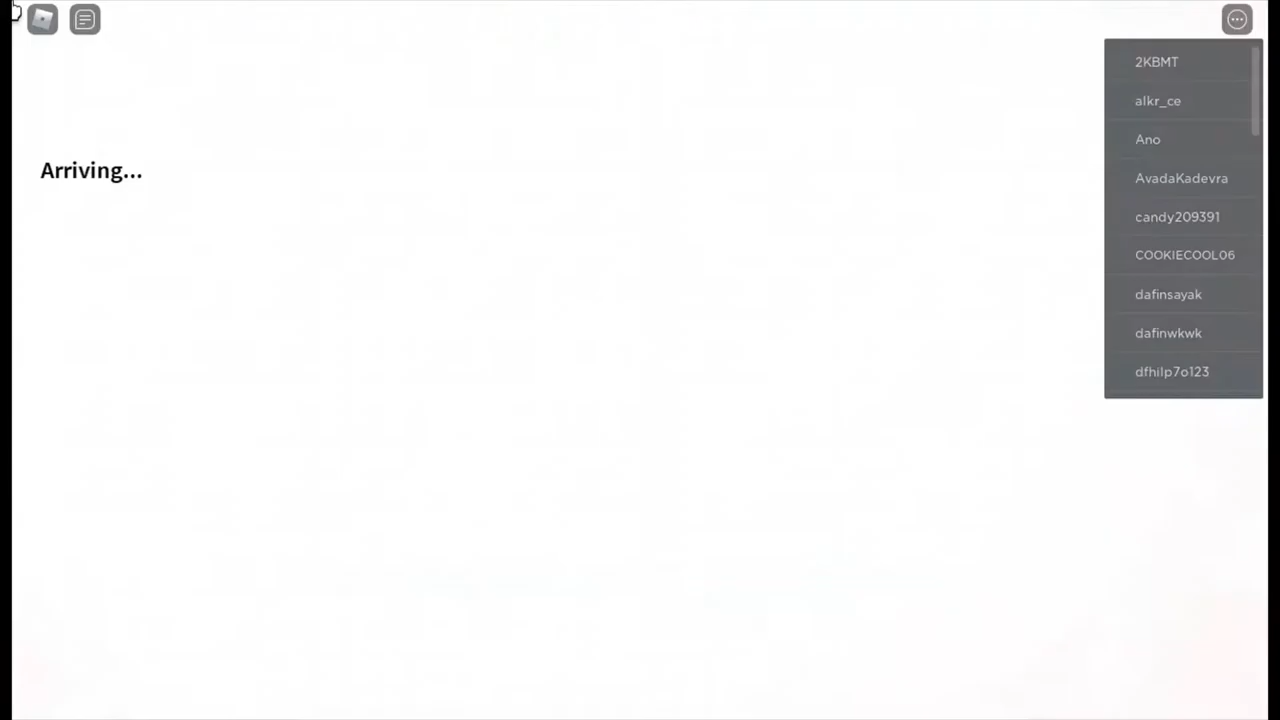 2KBMT
alkr_ce
Ano
Arriving...
AvadaKadevra
candy209391
COOKIECOOL06
dafinsayak
dafinwkwk
dfhilp7o123